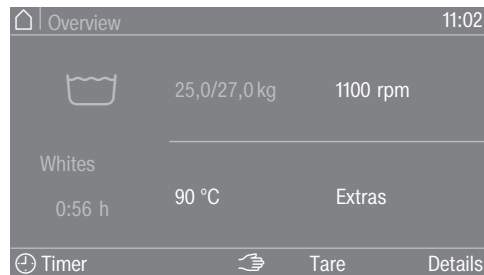 Overview 11:02
25,0/27,0 kg 1100 rpm
Whites
0:56 h
90 °C Extras
Timer Tare Details